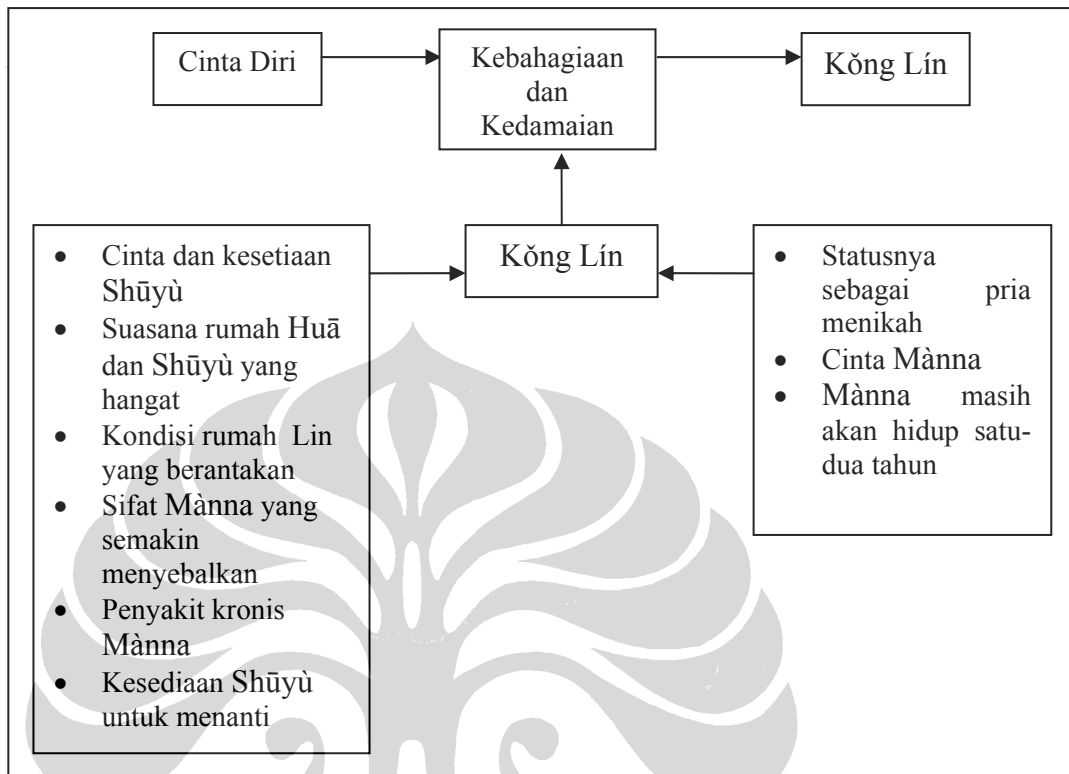 Cinta Diri
Kebahagiaan
dan
Kedamaian
Kǒng Lín
• Cinta dan kesetiaan
Shūyù
• Suasana rumah Huā
dan Shūyù yang
hangat
• Kondisi rumah Lin
yang berantakan
• Sifat Mànna yang
semakin
menyebalkan
• Penyakit kronis
Mànna
• Kesediaan Shūyù
untuk menanti
Kǒng Lín
• Statusnya
sebagai pria
menikah
• Cinta Mànna
• Mànna masih
akan hidup satu-
dua tahun